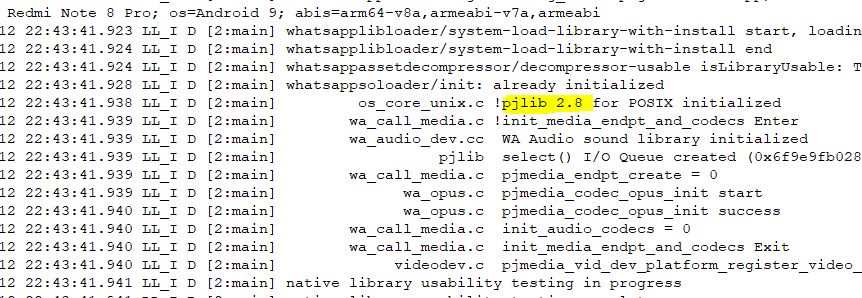 Redmi Note 8 Pro; os=Android 9; abis=arm64-v8a,armeabi-v7a,armeabi
12 22:43:41.923 LL_I D [2:main] whatsapplibloader/system-load-library-with-install start, loadin
12 22:43:41.924 LL_I D [2:main] whatsapplibloader/system-load-library-with-install end
12 22:43:41.924 LL_I D [2:main] whatsappassetdecompressor/decompressor-usable isLibraryUsable: T
12 22:43:41.928 LL_I D [2:main] whatsappsoloader/init: already initialized
12 22:43:41.938 LL_I D [2:main] os_core_unix.c !pjlib 2.8 for POSIX initialized
12 22:43:41.939 LL_I D [2:main] wa_call_media.c !init_media_endpt_and_codecs Enter
12 22:43:41.939 LL_I D [2:main] wa_audio_dev.cc WA Audio sound library initialized
12 22:43:41.939 LL_I D [2:main] pjlib select() I/O Queue created (0x6f9e9fb028
12 22:43:41.939 LL_I D [2:main] wa_call_media.c pjmedia_endpt_create = 0
12 22:43:41.939 LL_I D [2:main] wa_opus.c pjmedia_codec_opus_init start
12 22:43:41.940 LL_I D [2:main] wa_opus.c pjmedia_codec_opus_init success
12 22:43:41.940 LL_I D [2:main] wa_call_media.c init_audio_codecs = 0
12 22:43:41.940 LL_I D [2:main] wa_call_media.c init_media_endpt_and_codecs Exit
12 22:43:41.940 LL_I D [2:main] videodev.c pjmedia_vid_dev_platform_register_video_
12 22:43:41.941 LL_I D [2:main] native library usability testing in progress